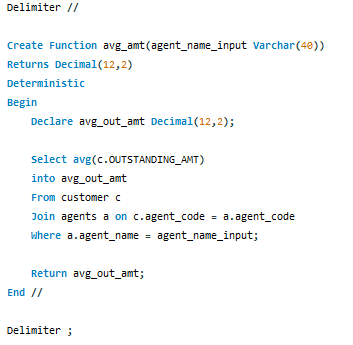 Delimiter //
Create Function avg_amt(agent_name_input Varchar(40))
Returns Decimal(12,2)
Deterministic
Begin
Declare avg_out_amt Decimal(12,2);
Select avg(c.OUTSTANDING_AMT)
into avg_out_amt
From customer c
Join agents a on c.agent_code = a.agent_code
Where a.agent_name = agent_name_input;
Return avg_out_amt;
End //
Delimiter ;